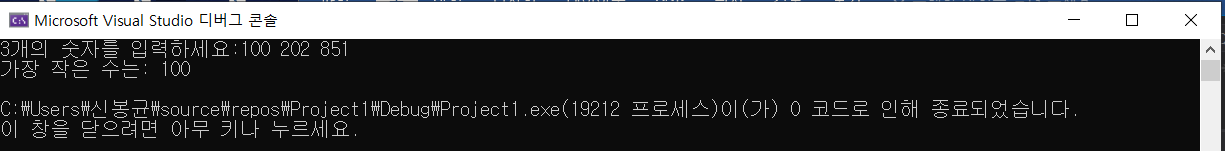 Microsoft Visual Studio 디버그 콘솔
3개의 숫자를 입력하세요:100 202 851
가장 작은 수는: 100
C:₩Users₩신봉균₩source₩repos₩Project1₩Debug₩Project1.exe(19212 프로세스)이(가) 0 코드로 인해 종료되었습니다.
이 창을 닫으려면 아무 키나 누르세요.